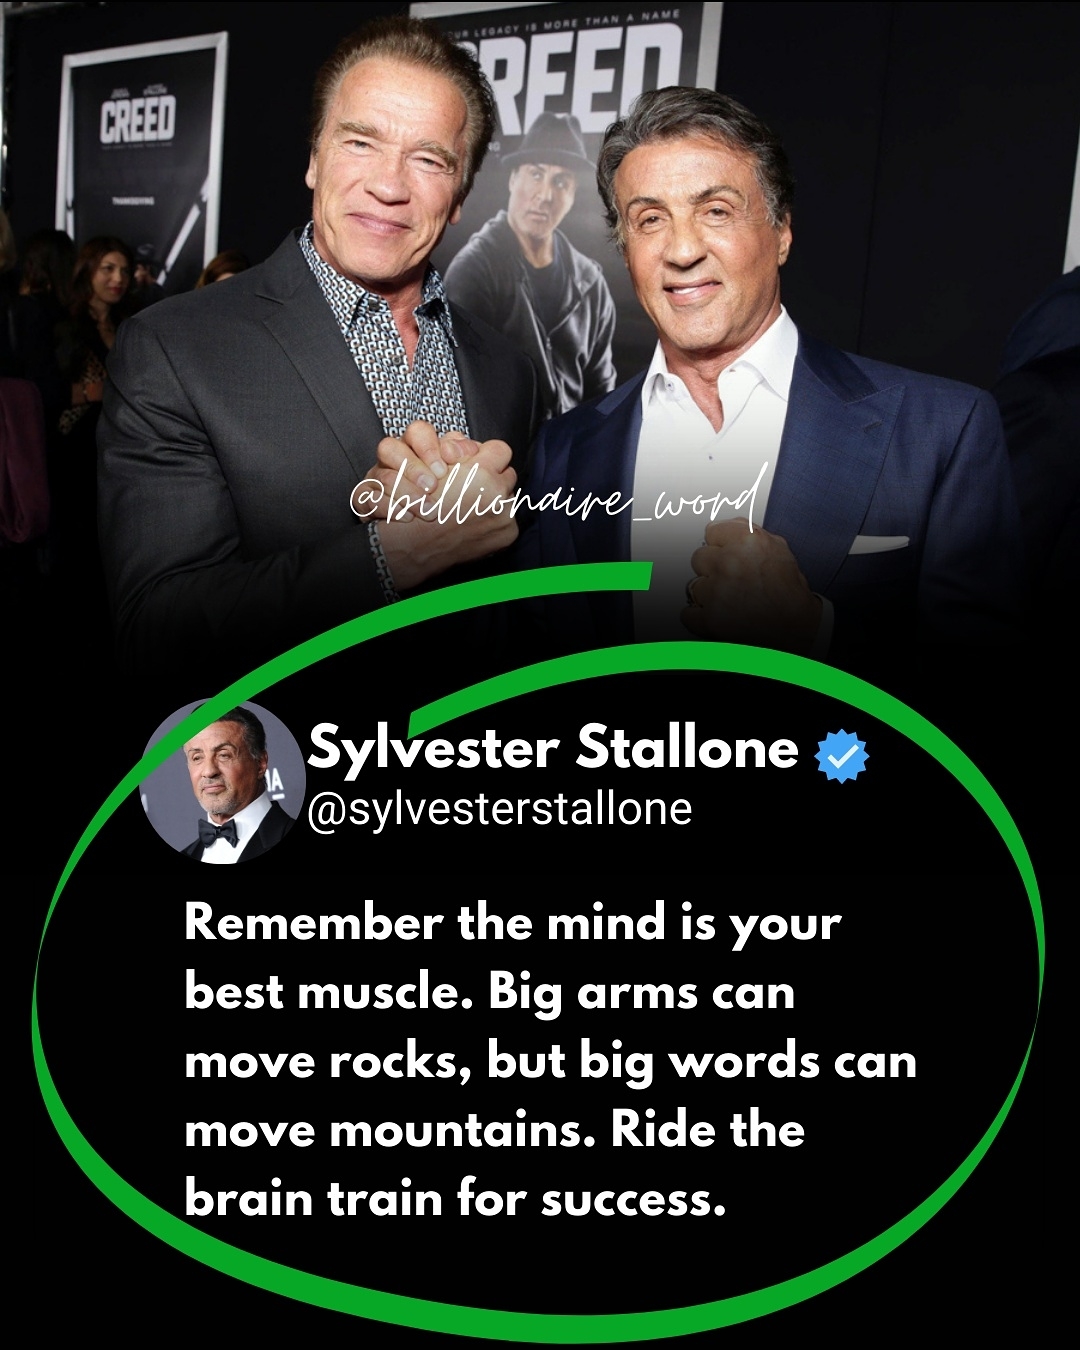 YOUR LEGACY IS MORE THAN A NAME
CREED
CREED
THANKSGIVING
@billionaire_word
Sylvester Stallone
@sylvesterstallone
Remember the mind is your
best muscle. Big arms can
move rocks, but big words can
move mountains. Ride the
brain train for success.